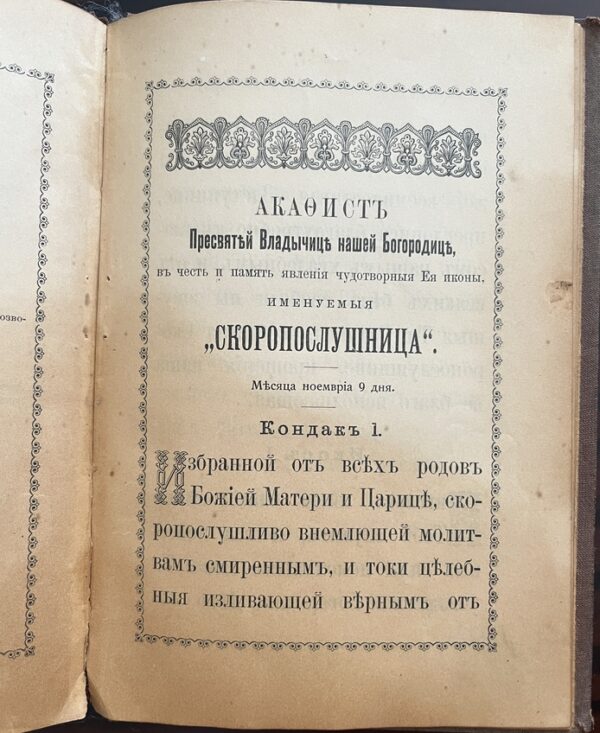 озво-
АКАѲИСТЪ
Пресвятѣй Владычицѣ нашей Богородицѣ,
въ честь и память явленія чудотворныя Ея иконы,
ИМЕНУЕМЫЯ
„СКОРОПОСЛУШНИЦА“.
Мѣсяца ноемврія 9 дня.
Кондакъ 1.
Избранной отъ всѣхъ родовъ
Божіей Матери и Царицѣ, ско-
ропослушливо внемлющей молит-
вамъ смиреннымъ, и токи цѣлеб-
ныя изливающей вѣрнымъ отъ